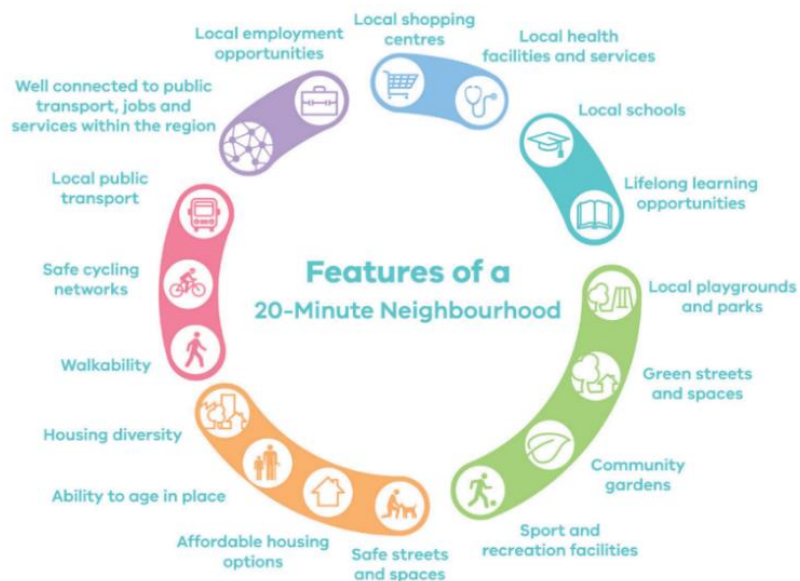 Features of a
20-Minute Neighbourhood
Local shopping
centres
Local health
facilities and services
Local schools
Lifelong learning
opportunities
Local playgrounds
and parks
Green streets
and spaces
Community
gardens
Sport and
recreation facilities
Safe streets
and spaces
Affordable housing
options
Ability to age in place
Housing diversity
Walkability
Safe cycling
networks
Local public
transport
Well connected to public
transport, jobs and
services within the region
Local employment
opportunities